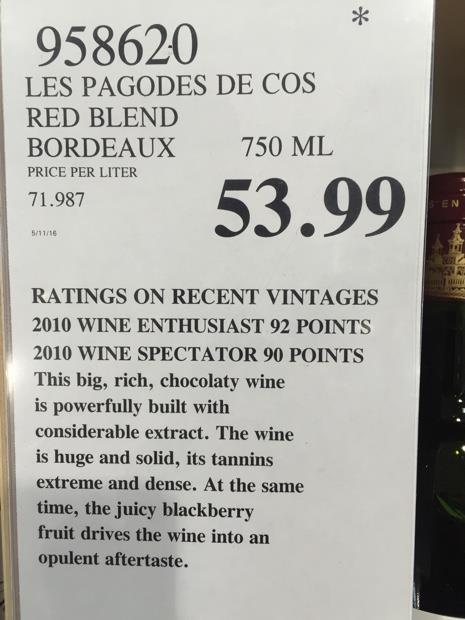 *
958620
LES PAGODES DE COS
RED BLEND
BORDEAUX 750 ML
PRICE PER LITER
71.987 53.99
5/11/16
RATINGS ON RECENT VINTAGES
2010 WINE ENTHUSIAST 92 POINTS
2010 WINE SPECTATOR 90 POINTS
This big, rich, chocolaty wine
is powerfully built with
considerable extract. The wine
is huge and solid, its tannins
extreme and dense. At the same
time, the juicy blackberry
fruit drives the wine into an
opulent aftertaste.